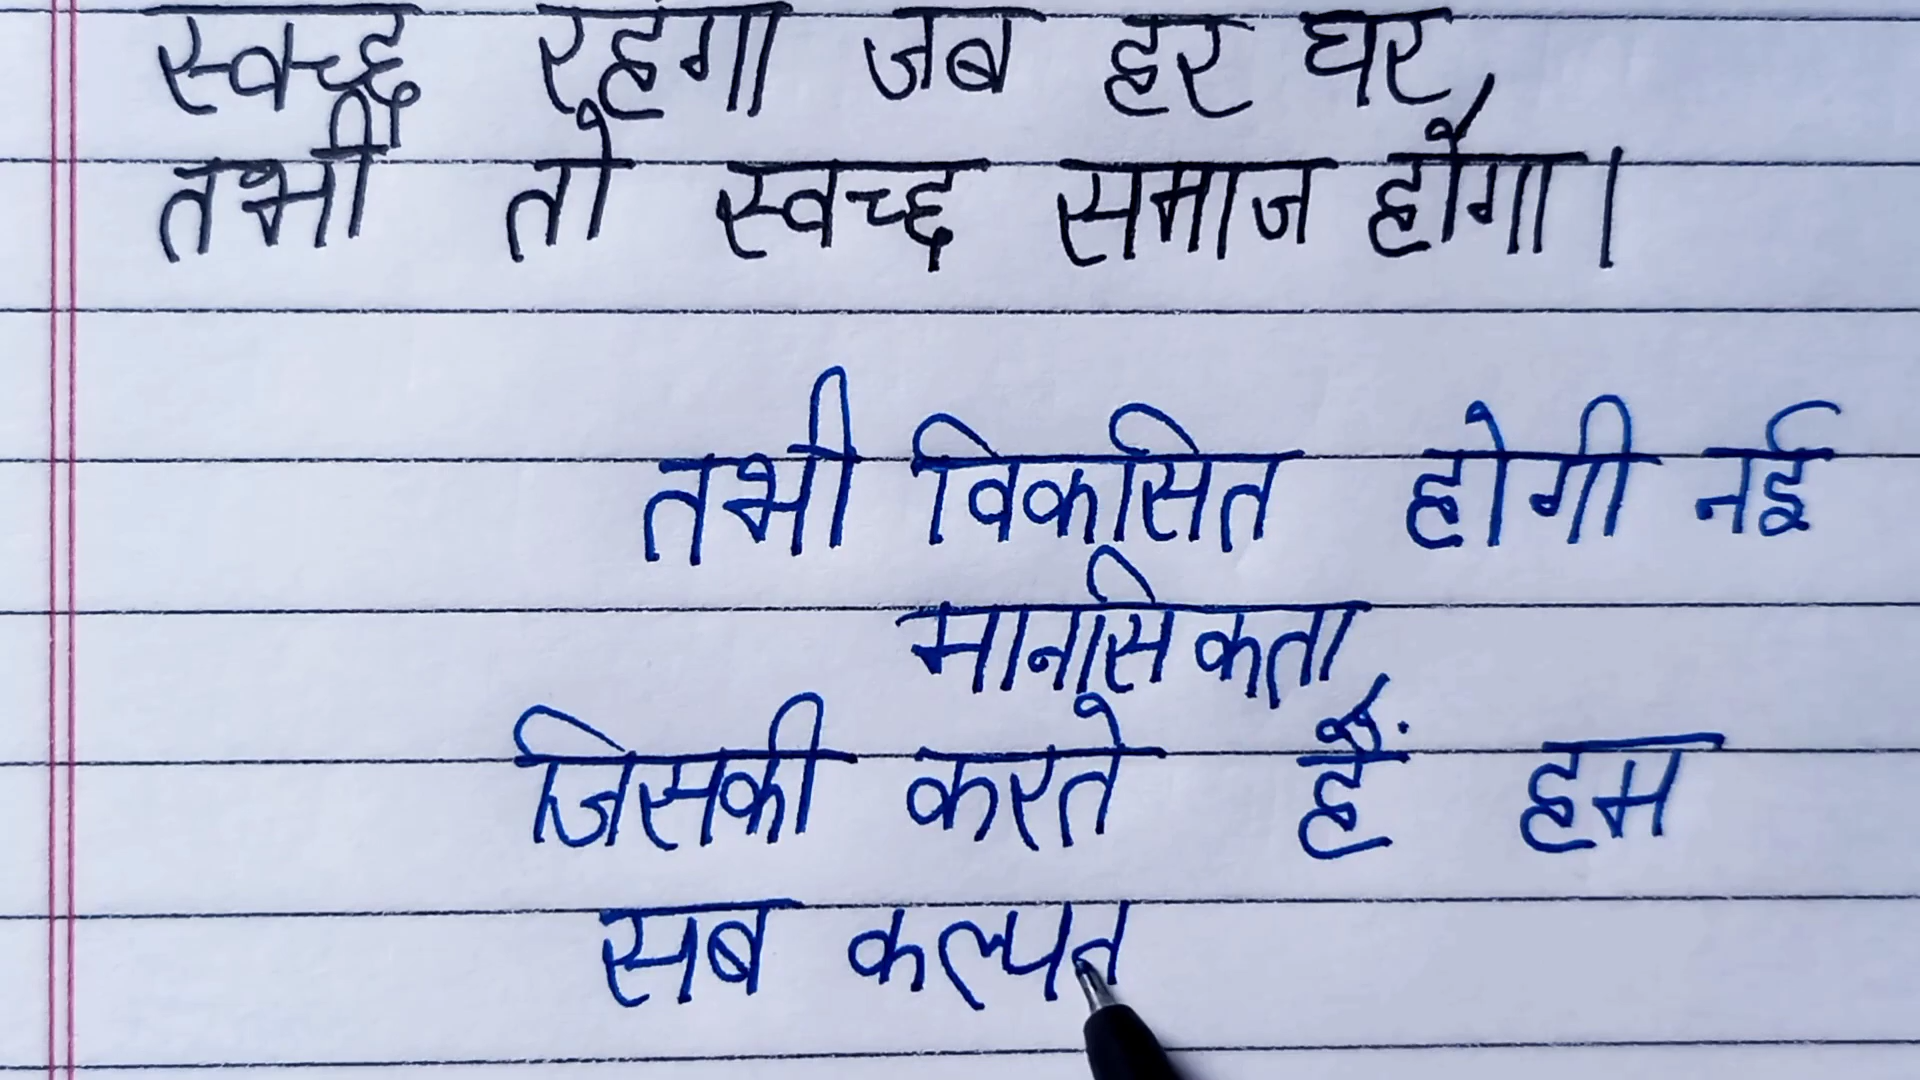 स्वच्छ रहेगा जब हर घर,
तभी तो स्वच्छ समाज होगा।
तभी विकसित होगी नई
मानसिकता,
जिसकी करते हैं हम
सब कल्पन